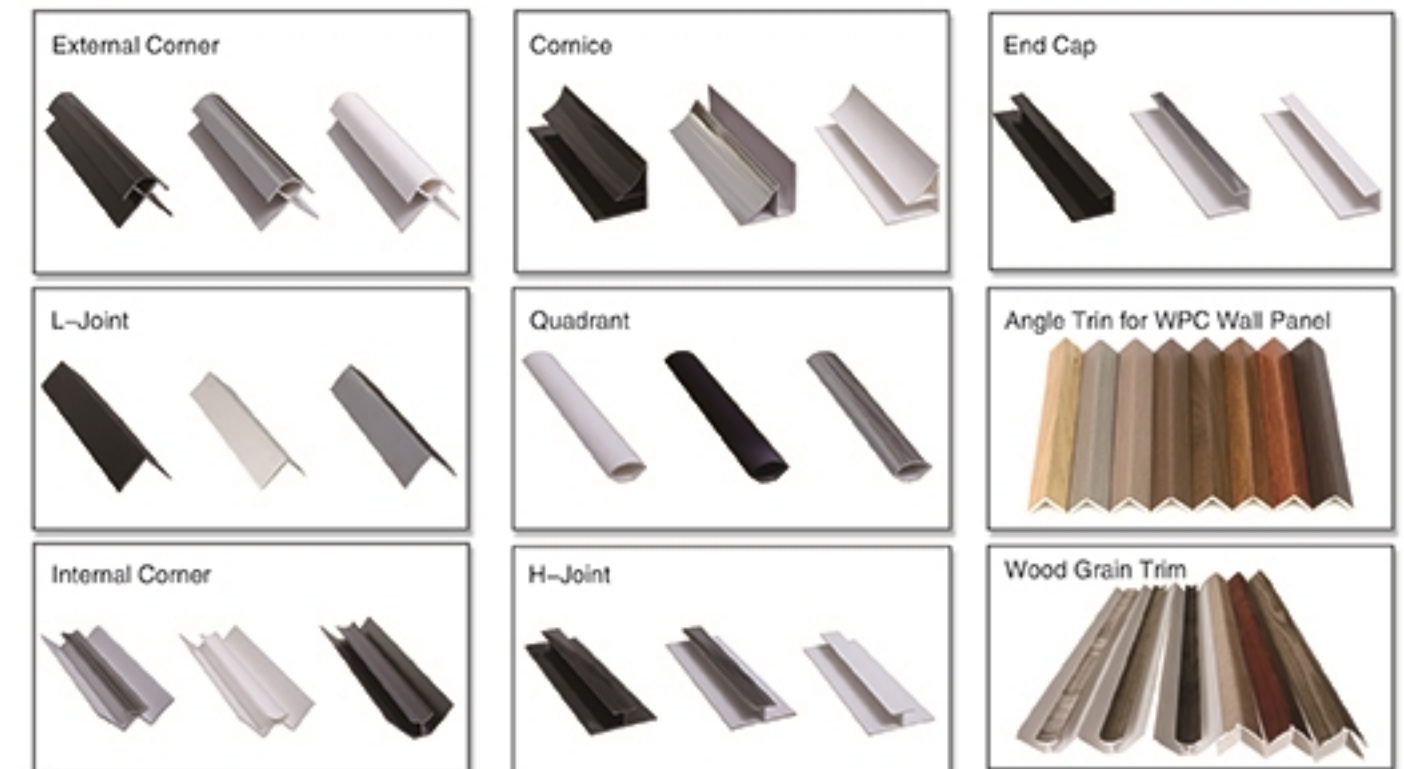 External Corner
Cornice
End Cap
L-Joint
Quadrant
Angle Trin for WPC Wall Panel
Internal Corner
H-Joint
Wood Grain Trim